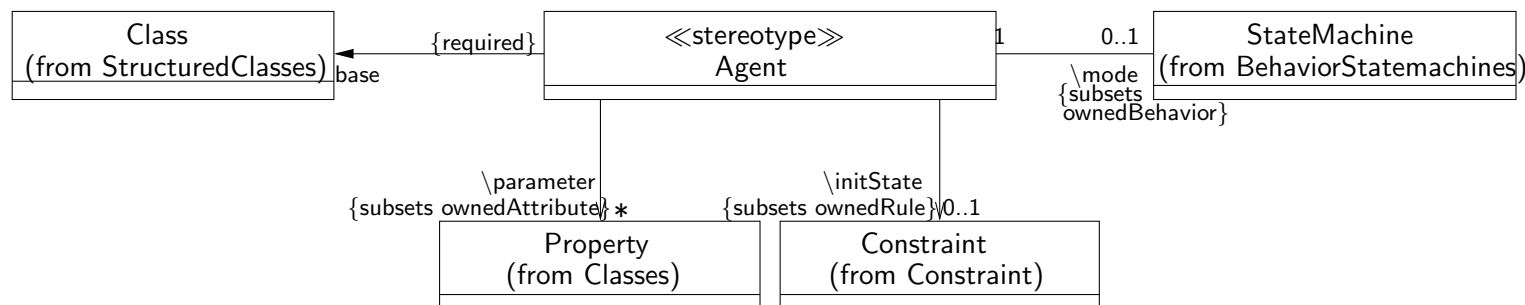 Class
(from StructuredClasses)
base
{required}
≪stereotype≫
Agent
1
0..1
\mode
{subsets
ownedBehavior}
StateMachine
(from BehaviorStatemachines)
\parameter
{subsets ownedAttribute}
*
\initState
{subsets ownedRule}
0..1
Property
(from Classes)
Constraint
(from Constraint)